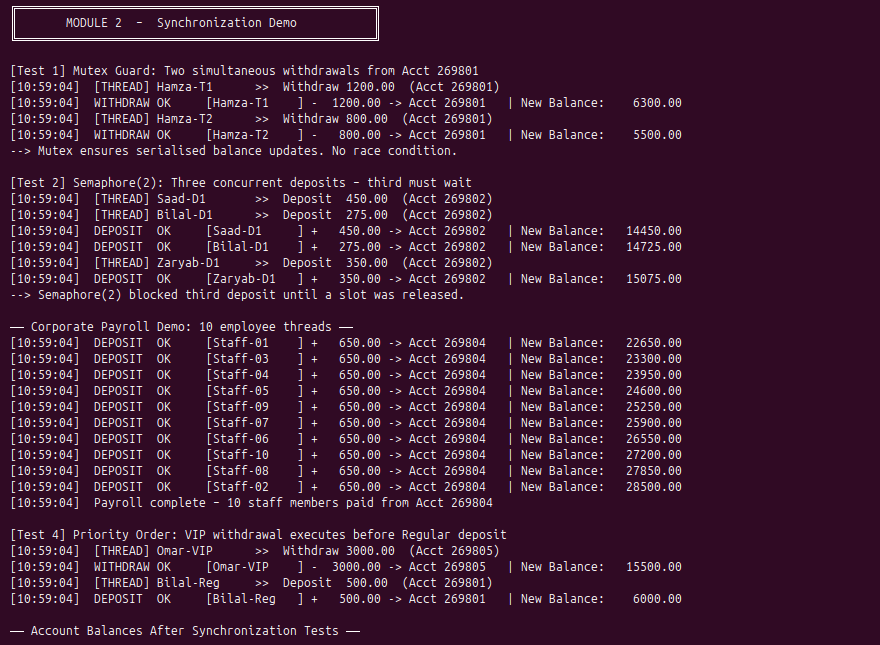 MODULE 2  -  Synchronization Demo
[Test 1] Mutex Guard: Two simultaneous withdrawals from Acct 269801
[10:59:04]  [THREAD] Hamza-T1      >>  Withdraw 1200.00  (Acct 269801)
[10:59:04]  WITHDRAW OK     [Hamza-T1    ] -  1200.00 -> Acct 269801   | New Balance:    6300.00
[10:59:04]  [THREAD] Hamza-T2      >>  Withdraw 800.00  (Acct 269801)
[10:59:04]  WITHDRAW OK     [Hamza-T2    ] -   800.00 -> Acct 269801   | New Balance:    5500.00
--> Mutex ensures serialised balance updates. No race condition.
[Test 2] Semaphore(2): Three concurrent deposits – third must wait
[10:59:04]  [THREAD] Saad-D1       >>  Deposit  450.00  (Acct 269802)
[10:59:04]  [THREAD] Bilal-D1      >>  Deposit  275.00  (Acct 269802)
[10:59:04]  DEPOSIT  OK     [Saad-D1     ] +   450.00 -> Acct 269802   | New Balance:   14450.00
[10:59:04]  DEPOSIT  OK     [Bilal-D1    ] +   275.00 -> Acct 269802   | New Balance:   14725.00
[10:59:04]  [THREAD] Zaryab-D1     >>  Deposit  350.00  (Acct 269802)
[10:59:04]  DEPOSIT  OK     [Zaryab-D1   ] +   350.00 -> Acct 269802   | New Balance:   15075.00
--> Semaphore(2) blocked third deposit until a slot was released.
── Corporate Payroll Demo: 10 employee threads ──
[10:59:04]  DEPOSIT  OK     [Staff-01    ] +   650.00 -> Acct 269804   | New Balance:   22650.00
[10:59:04]  DEPOSIT  OK     [Staff-03    ] +   650.00 -> Acct 269804   | New Balance:   23300.00
[10:59:04]  DEPOSIT  OK     [Staff-04    ] +   650.00 -> Acct 269804   | New Balance:   23950.00
[10:59:04]  DEPOSIT  OK     [Staff-05    ] +   650.00 -> Acct 269804   | New Balance:   24600.00
[10:59:04]  DEPOSIT  OK     [Staff-09    ] +   650.00 -> Acct 269804   | New Balance:   25250.00
[10:59:04]  DEPOSIT  OK     [Staff-07    ] +   650.00 -> Acct 269804   | New Balance:   25900.00
[10:59:04]  DEPOSIT  OK     [Staff-06    ] +   650.00 -> Acct 269804   | New Balance:   26550.00
[10:59:04]  DEPOSIT  OK     [Staff-10    ] +   650.00 -> Acct 269804   | New Balance:   27200.00
[10:59:04]  DEPOSIT  OK     [Staff-08    ] +   650.00 -> Acct 269804   | New Balance:   27850.00
[10:59:04]  DEPOSIT  OK     [Staff-02    ] +   650.00 -> Acct 269804   | New Balance:   28500.00
[10:59:04]  Payroll complete – 10 staff members paid from Acct 269804
[Test 4] Priority Order: VIP withdrawal executes before Regular deposit
[10:59:04]  [THREAD] Omar-VIP      >>  Withdraw 3000.00  (Acct 269805)
[10:59:04]  WITHDRAW OK     [Omar-VIP    ] -  3000.00 -> Acct 269805   | New Balance:   15500.00
[10:59:04]  [THREAD] Bilal-Reg     >>  Deposit  500.00  (Acct 269801)
[10:59:04]  DEPOSIT  OK     [Bilal-Reg   ] +   500.00 -> Acct 269801   | New Balance:    6000.00
── Account Balances After Synchronization Tests ──